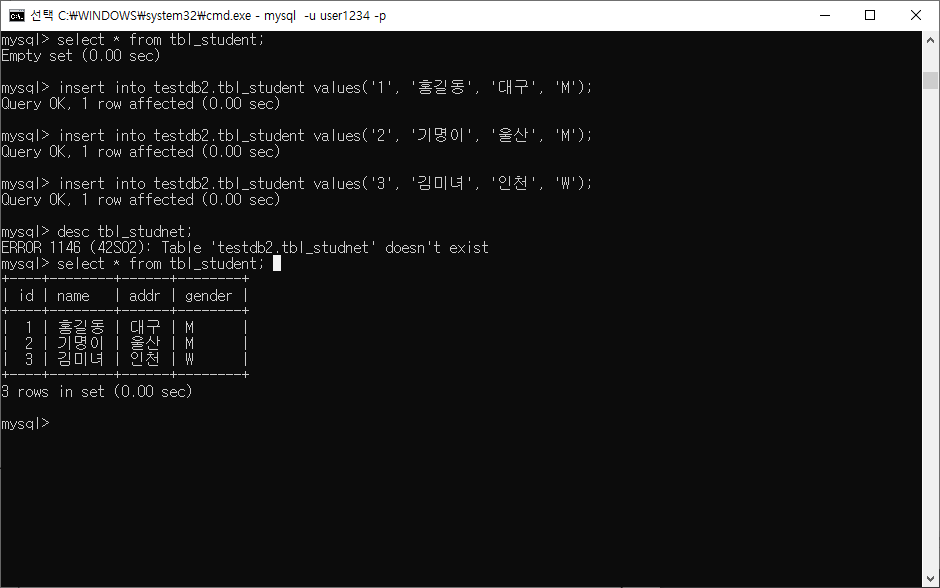 선택 C:₩WINDOWS₩system32₩cmd.exe - mysql  -u user1234 -p
mysql> select * from tbl_student;
Empty set (0.00 sec)
mysql> insert into testdb2.tbl_student values('1', '홍길동', '대구', 'M');
Query OK, 1 row affected (0.00 sec)
mysql> insert into testdb2.tbl_student values('2', '기명이', '울산', 'M');
Query OK, 1 row affected (0.00 sec)
mysql> insert into testdb2.tbl_student values('3', '김미녀', '인천', 'W');
Query OK, 1 row affected (0.00 sec)
mysql> desc tbl_studnet;
ERROR 1146 (42S02): Table 'testdb2.tbl_studnet' doesn't exist
mysql> select * from tbl_student;
+----+--------+------+--------+
| id | name   | addr | gender |
+----+--------+------+--------+
|  1 | 홍길동 | 대구 | M      |
|  2 | 기명이 | 울산 | M      |
|  3 | 김미녀 | 인천 | W      |
+----+--------+------+--------+
3 rows in set (0.00 sec)
mysql>